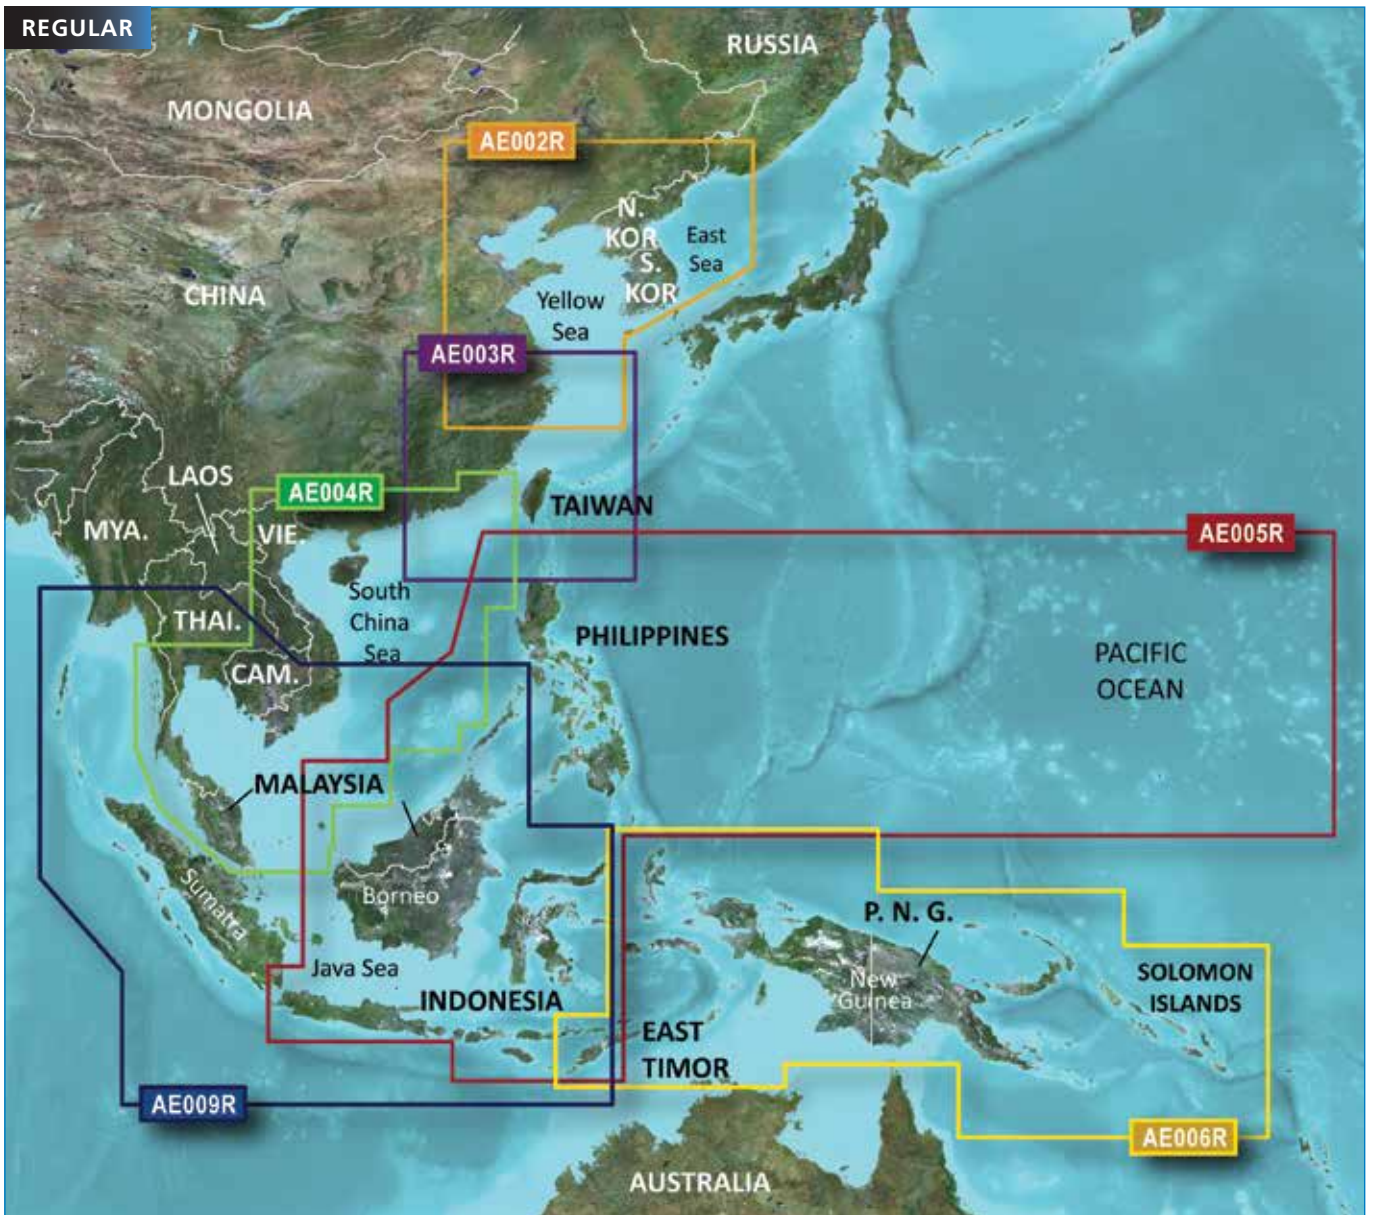 REGULAR
RUSSIA
MONGOLIA
AE002R
N.
KOR
East
Sea
S.
KOR
CHINA
Yellow
Sea
AE003R
LAOS
AE004R
TAIWAN
MYA.
VIE.
AE005R
South
China
Sea
THAI.
PHILIPPINES
PACIFIC
OCEAN
CAM.
MALAYSIA
Sumatra
Borneo
P. N. G.
Java Sea
New
Guinea
SOLOMON
ISLANDS
INDONESIA
EAST
TIMOR
AE009R
AE006R
AUSTRALIA